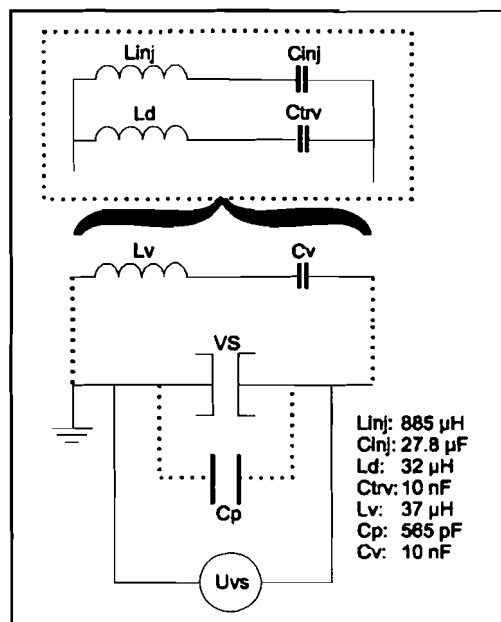 Linj
Cinj
Ld
Ctrv
Lv
Cv
VS
Cp
Uvs
Linj: 885 µH
Cinj: 27.8 µF
Ld: 32 µH
Ctrv: 10 nF
Lv: 37 µH
Cp: 565 pF
Cv: 10 nF